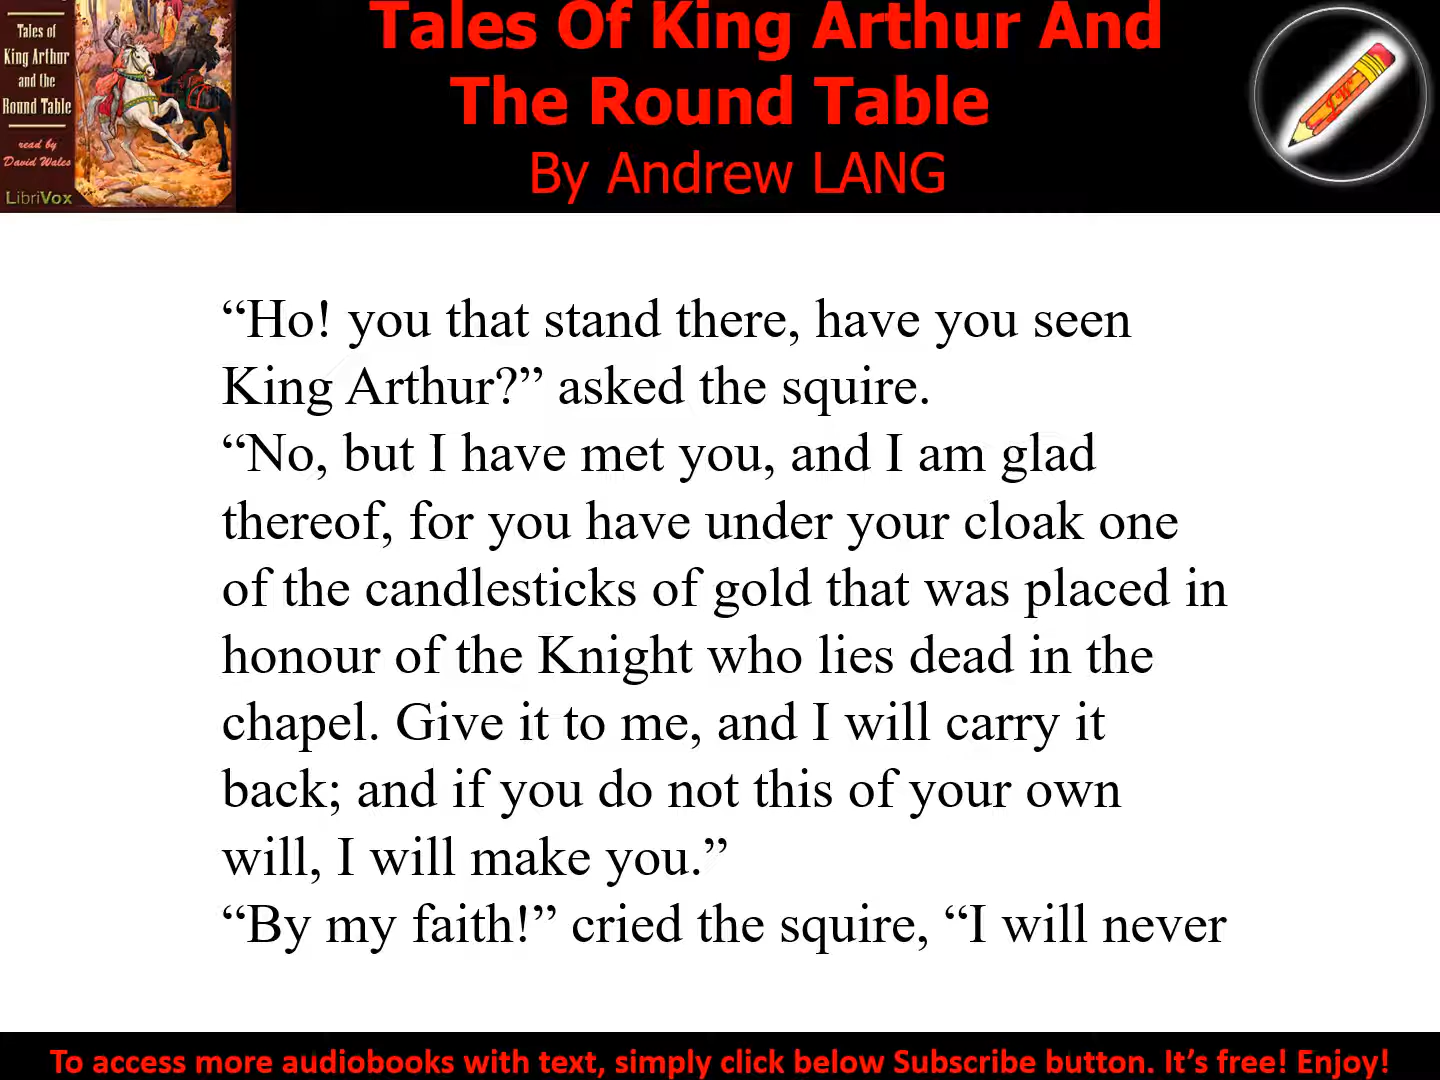 Tales of
King Arthur
and the
Round Table
read by
David Wales
LibriVox
Tales Of King Arthur And
The Round Table
By Andrew LANG
“Ho! you that stand there, have you seen
King Arthur?” asked the squire.
“No, but I have met you, and I am glad
thereof, for you have under your cloak one
of the candlesticks of gold that was placed in
honour of the Knight who lies dead in the
chapel. Give it to me, and I will carry it
back; and if you do not this of your own
will, I will make you.”
“By my faith!” cried the squire, “I will never
To access more audiobooks with text, simply click below Subscribe button. It’s free! Enjoy!